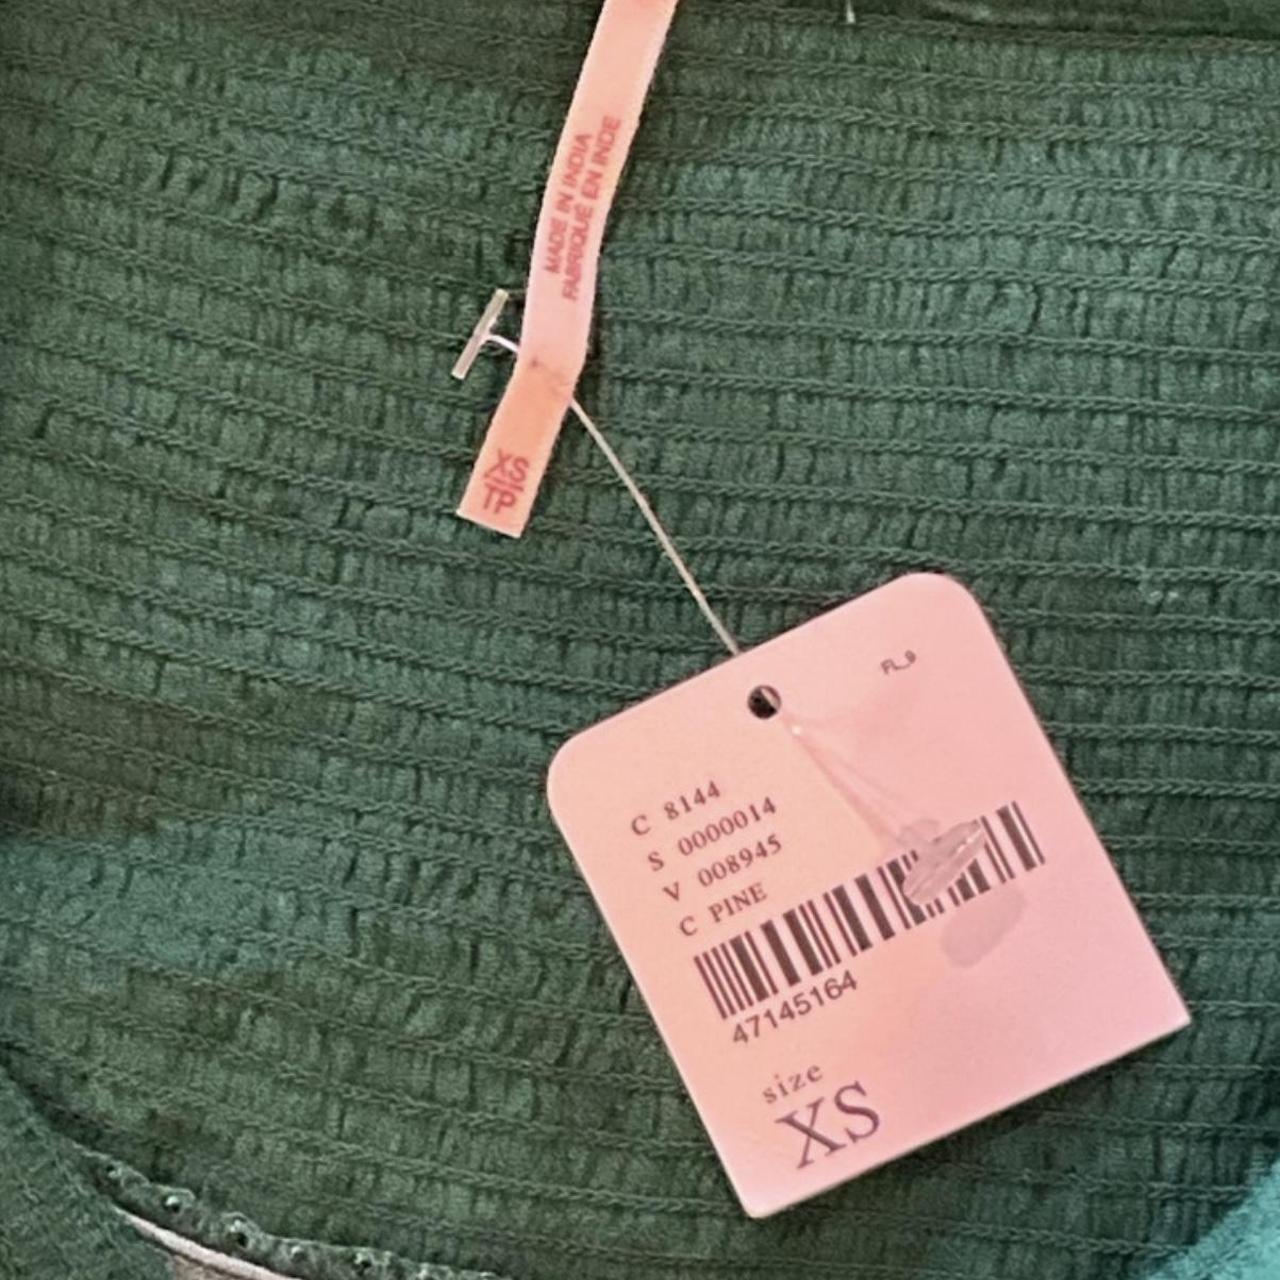 MADE IN INDIA
FABRIQUÉ EN INDE
XS
TP
FL_9
C 8144
S 0000014
V 008945
C PINE
47145164
size
XS